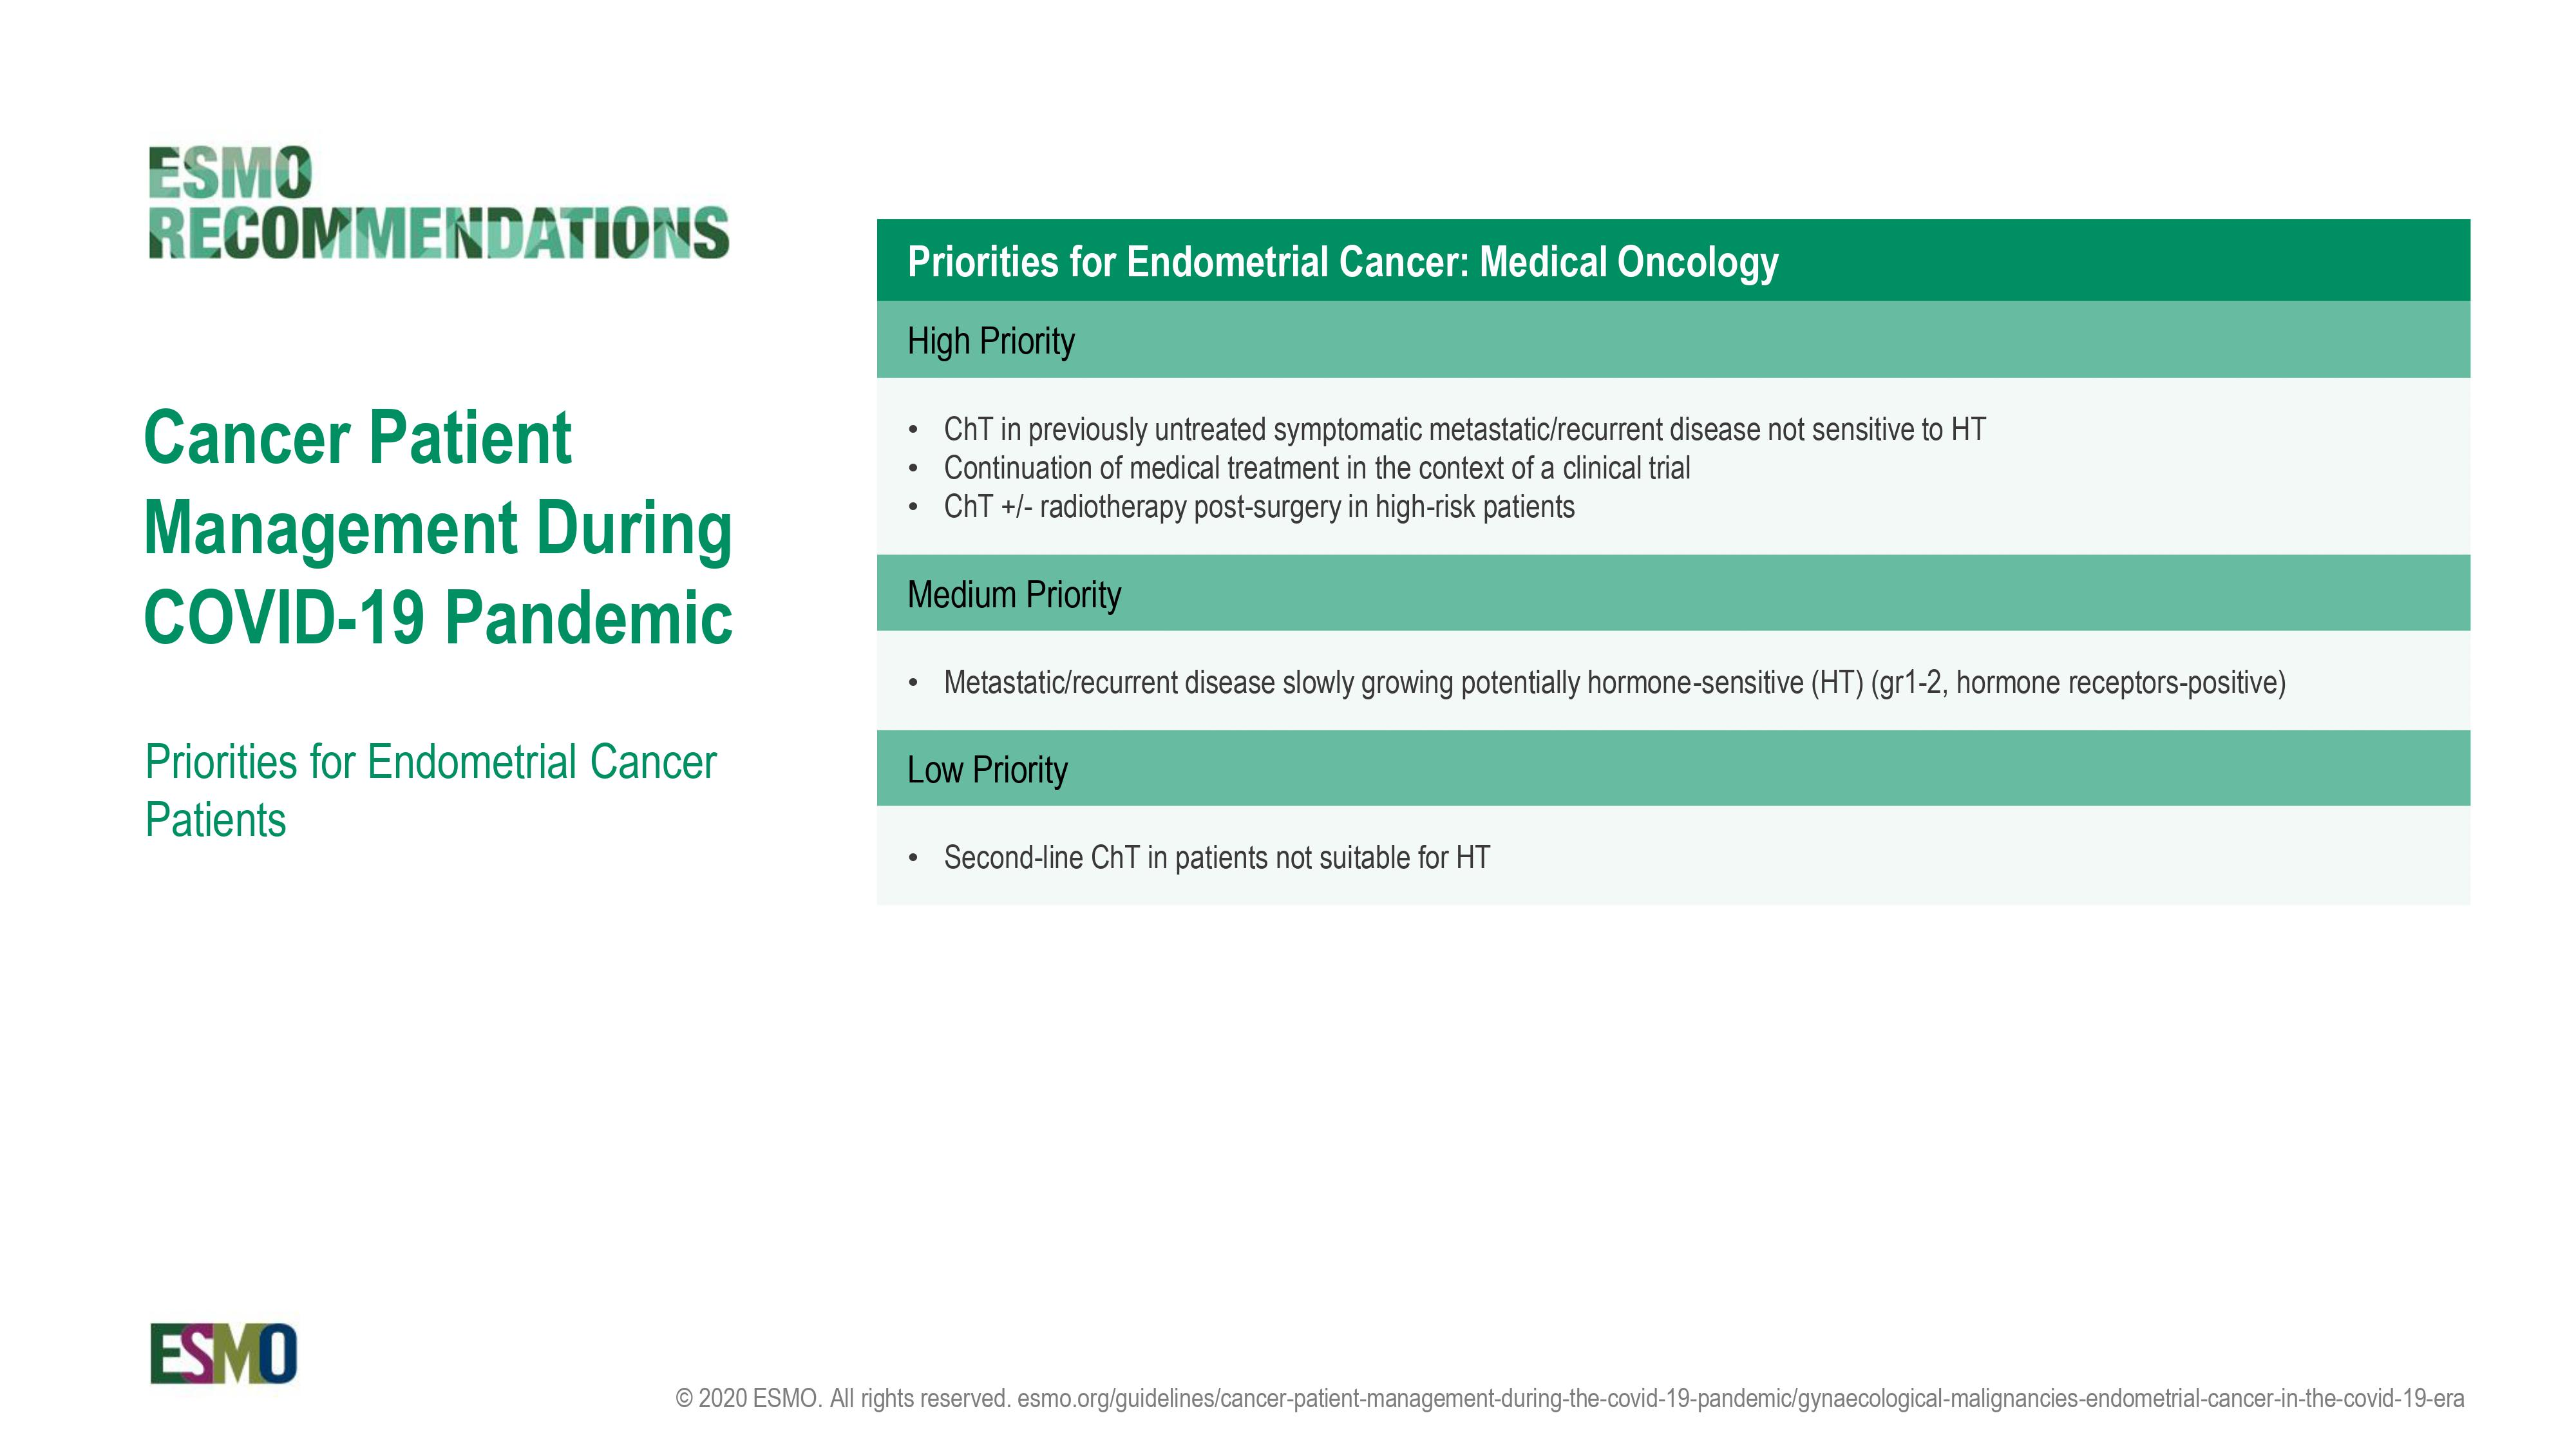 ESMO
RECOMMENDATIONS
Cancer Patient
Management During
COVID-19 Pandemic
Priorities for Endometrial Cancer
Patients
Priorities for Endometrial Cancer: Medical Oncology
High Priority
• ChT in previously untreated symptomatic metastatic/recurrent disease not sensitive to HT
• Continuation of medical treatment in the context of a clinical trial
• ChT +/- radiotherapy post-surgery in high-risk patients
Medium Priority
• Metastatic/recurrent disease slowly growing potentially hormone-sensitive (HT) (gr1-2, hormone receptors-positive)
Low Priority
• Second-line ChT in patients not suitable for HT
ESMO
© 2020 ESMO. All rights reserved. esmo.org/guidelines/cancer-patient-management-during-the-covid-19-pandemic/gynaecological-malignancies-endometrial-cancer-in-the-covid-19-era